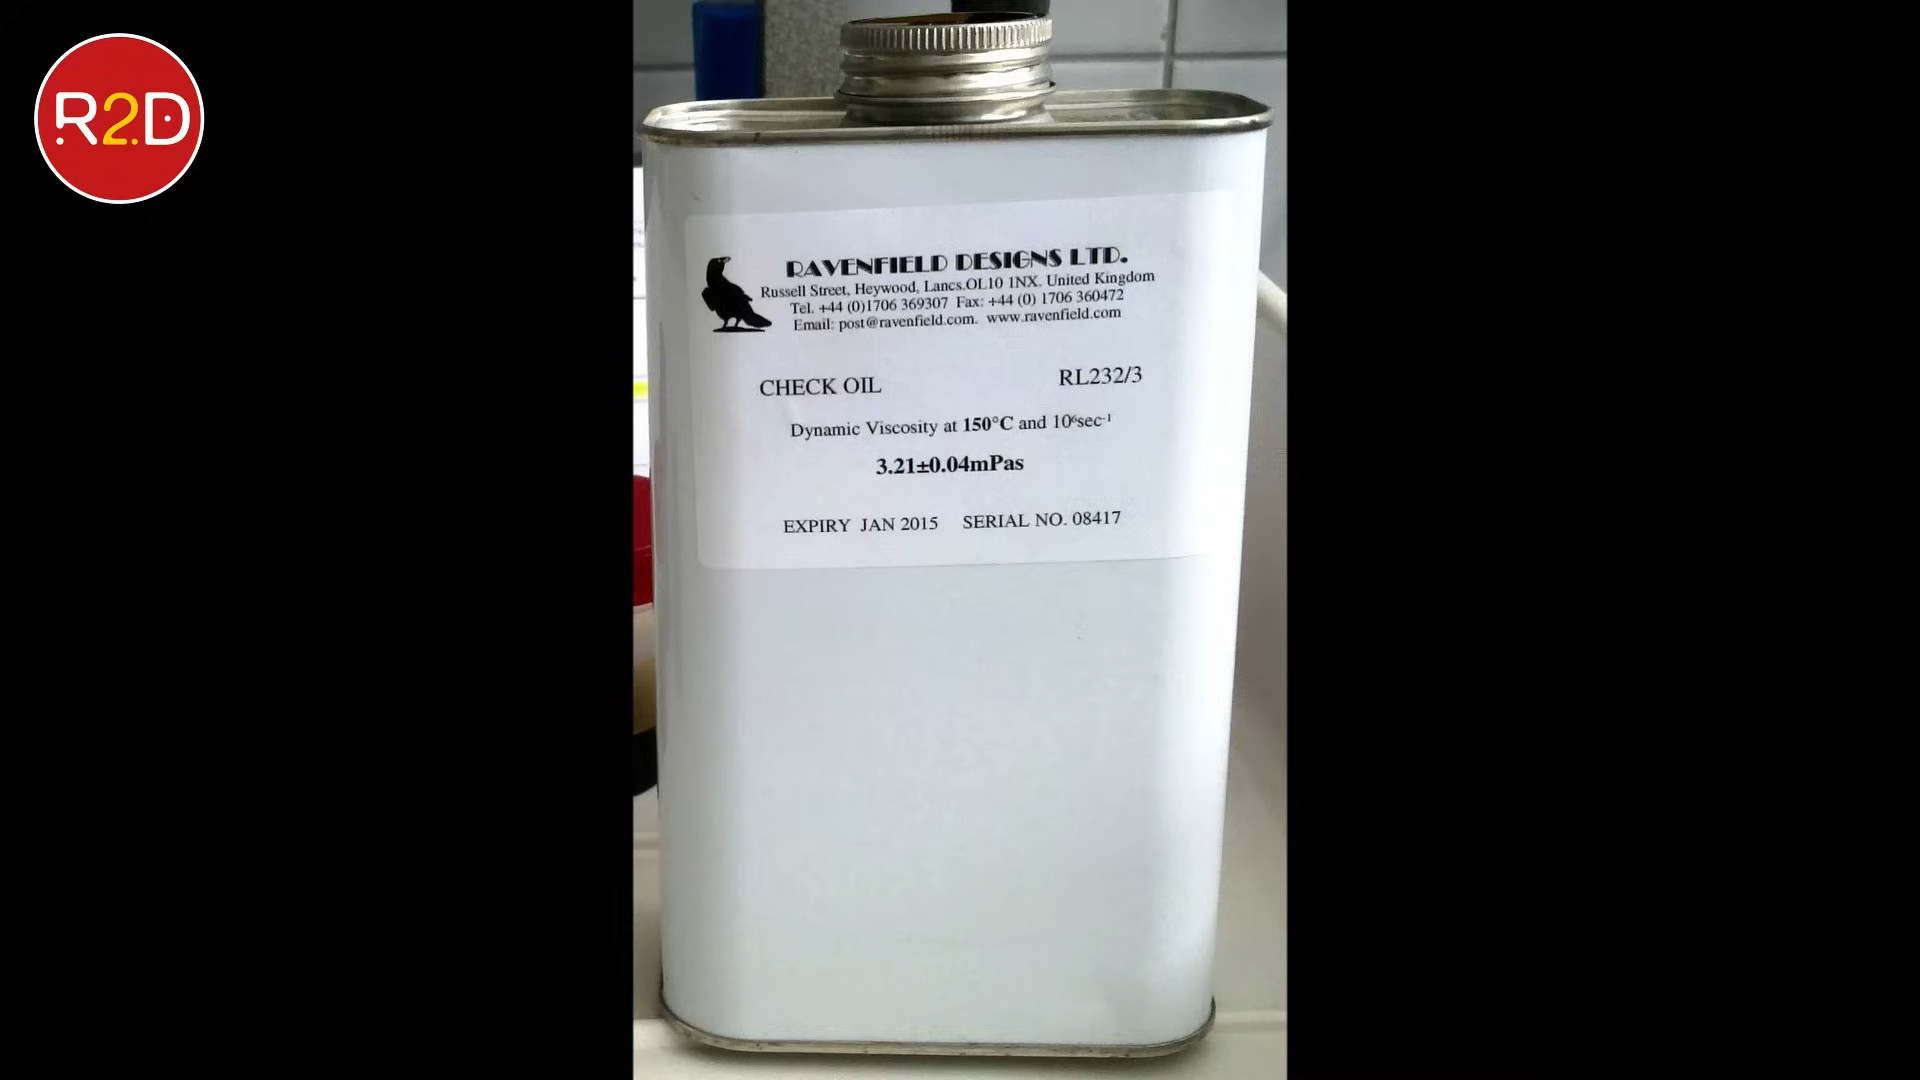 R2D
RAVENFIELD DESIGNS LTD.
Russell Street, Heywood, Lancs.OL10 1NX. United Kingdom
Tel. +44 (0)1706 369307 Fax: +44 (0) 1706 360472
Email: post@ravenfield.com. www.ravenfield.com
CHECK OIL RL232/3
Dynamic Viscosity at 150°C and 10⁶sec⁻¹
3.21±0.04mPas
EXPIRY JAN 2015 SERIAL NO. 08417